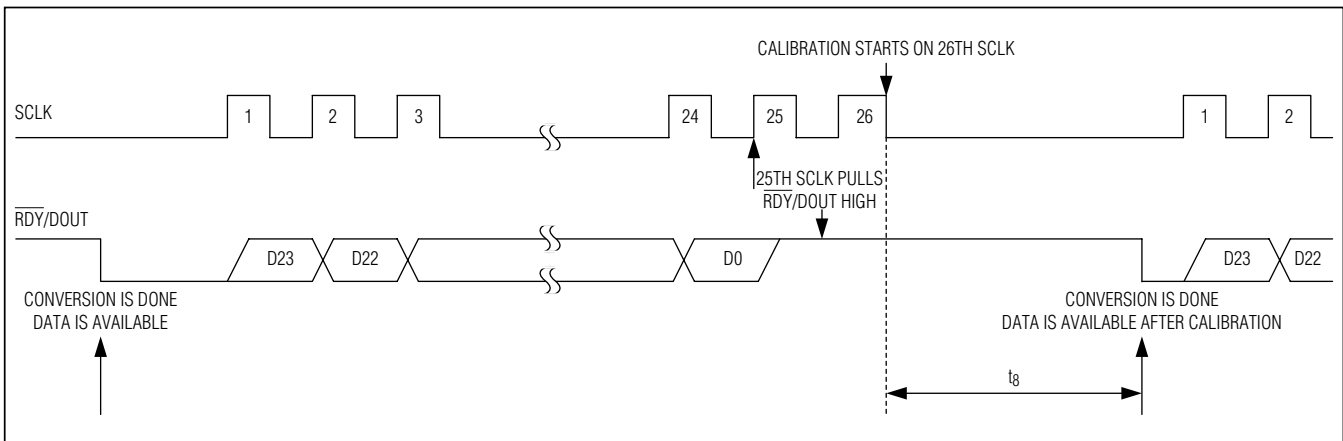 CALIBRATION STARTS ON 26TH SCLK
SCLK
1
2
3
24
25
26
1
2
25TH SCLK PULLS
RDY/DOUT HIGH
RDY/DOUT
D23
D22
D0
D23
D22
CONVERSION IS DONE
DATA IS AVAILABLE
CONVERSION IS DONE
DATA IS AVAILABLE AFTER CALIBRATION
t8